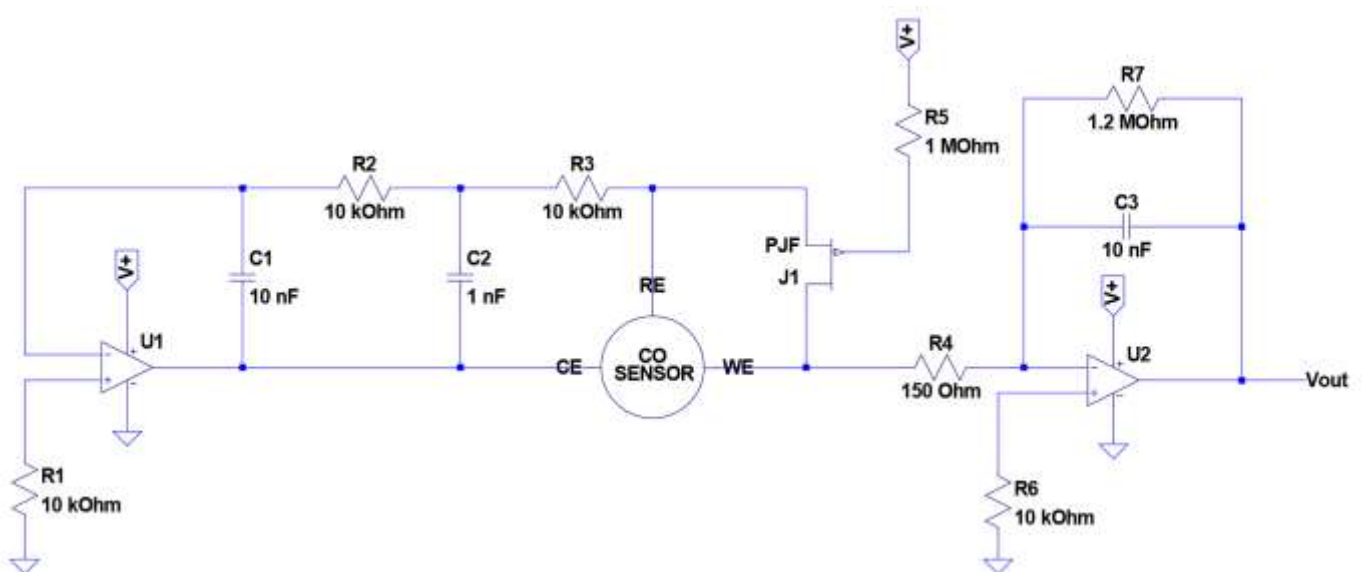 V+
R7
1.2 MOhm
R5
1 MOhm
R2
10 kOhm
R3
10 kOhm
C3
10 nF
PJF
J1
V+
C1
10 nF
C2
1 nF
RE
V+
U1
U2
CE
CO
SENSOR
WE
R4
150 Ohm
Vout
R1
10 kOhm
R6
10 kOhm
+
-
-
+
+
-
-
+